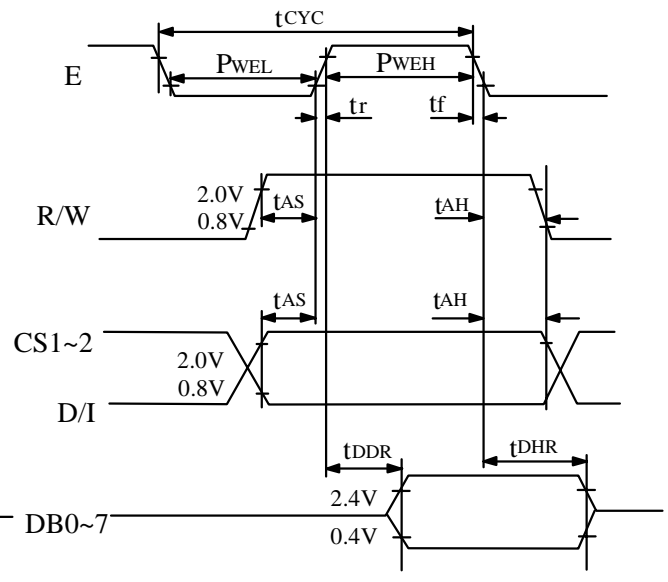 tCYC
E
PWEL
PWEH
tr
tf
2.0V
0.8V
R/W
tAS
tAH
tAS
tAH
CS1~2
2.0V
0.8V
D/I
tDDR
tDHR
2.4V
DB0~7
0.4V